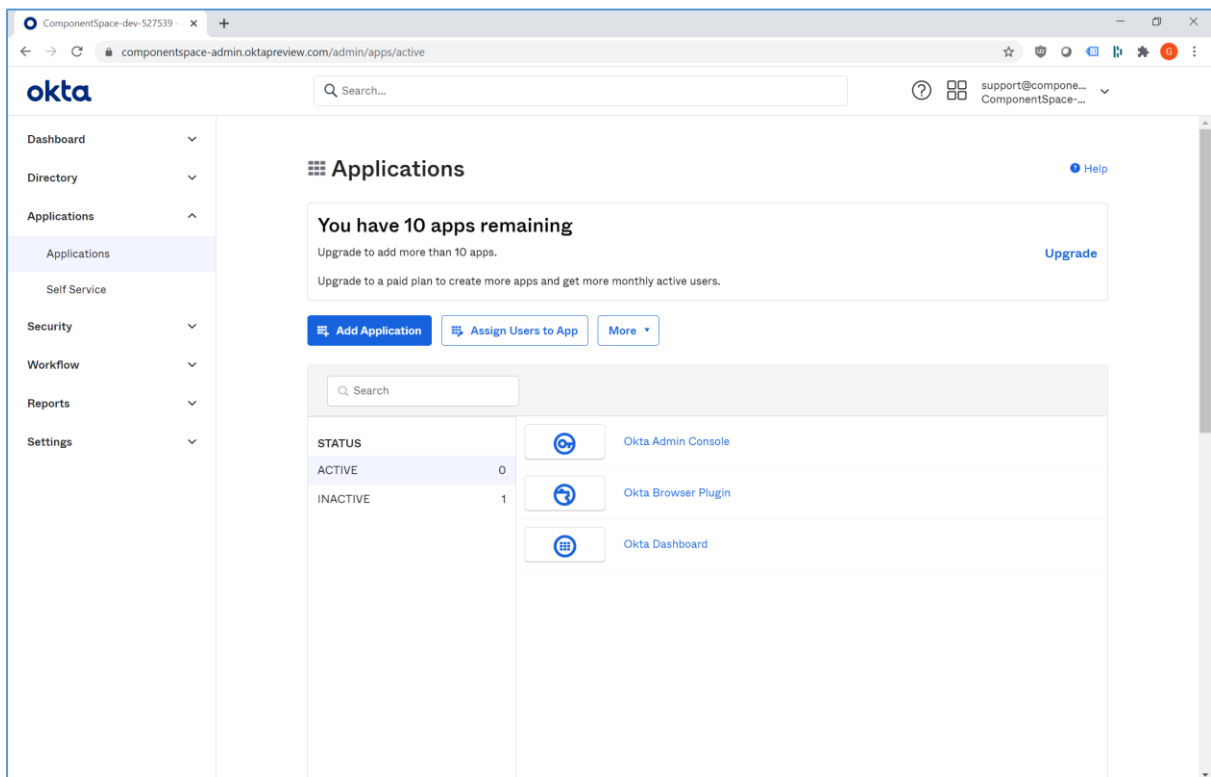 ComponentSpace-dev-527539 -
componentspace-admin.oktapreview.com/admin/apps/active
G
okta
Search...
support@compone...
ComponentSpace-...
Dashboard
Directory
Applications
Applications
Self Service
Security
Workflow
Reports
Settings
Applications
Help
You have 10 apps remaining
Upgrade to add more than 10 apps.
Upgrade to a paid plan to create more apps and get more monthly active users.
Upgrade
Add Application
Assign Users to App
More
Search
STATUS
ACTIVE 0
INACTIVE 1
Okta Admin Console
Okta Browser Plugin
Okta Dashboard